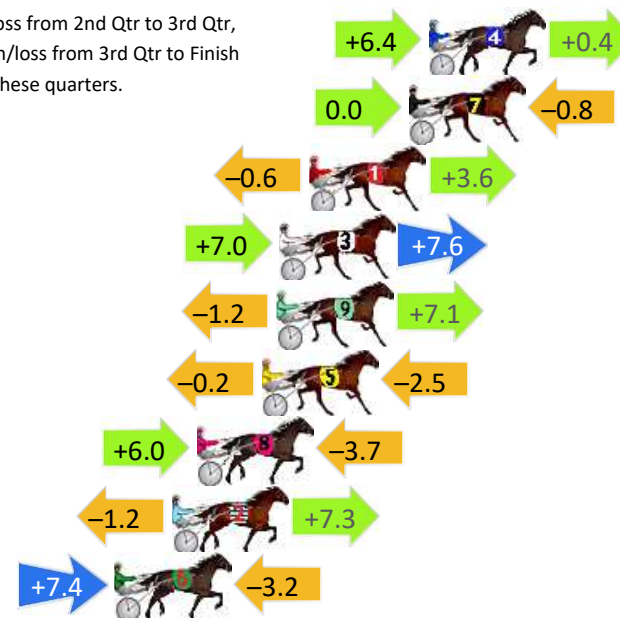 oss from 2nd Qtr to 3rd Qtr,
n/loss from 3rd Qtr to Finish
hese quarters.
+6.4 4 +0.4
0.0 7 –0.8
–0.6 1 +3.6
+7.0 3 +7.6
–1.2 9 +7.1
–0.2 5 –2.5
+6.0 8 –3.7
–1.2 2 +7.3
+7.4 6 –3.2